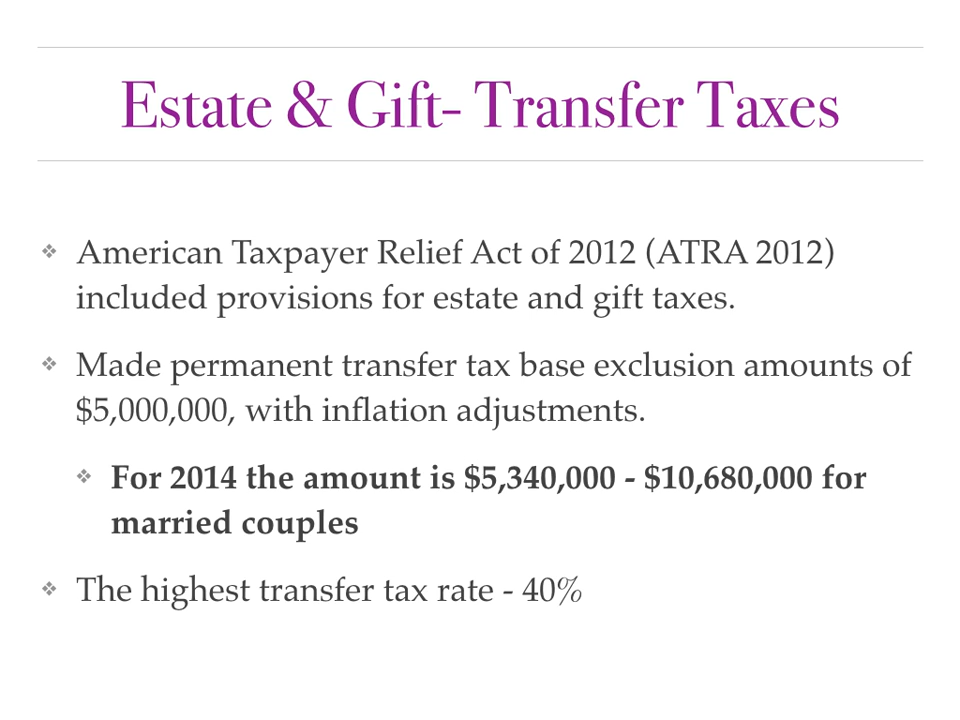 Estate & Gift- Transfer Taxes
❖ American Taxpayer Relief Act of 2012 (ATRA 2012)
included provisions for estate and gift taxes.
❖ Made permanent transfer tax base exclusion amounts of
$5,000,000, with inflation adjustments.
❖ For 2014 the amount is $5,340,000 - $10,680,000 for
married couples
❖ The highest transfer tax rate - 40%